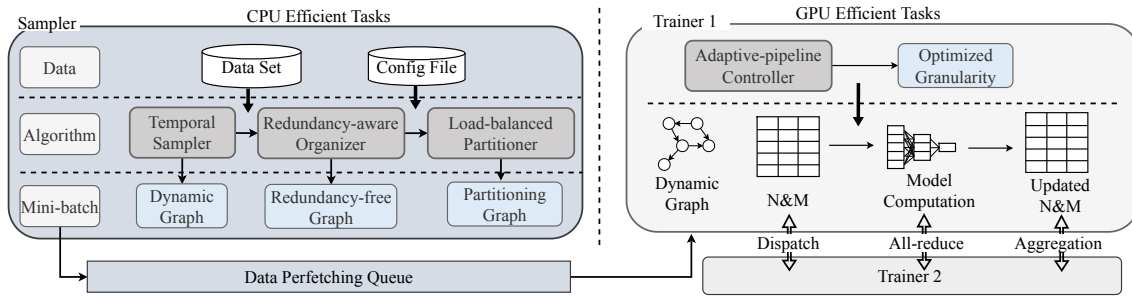 Sampler
CPU Efficient Tasks
Data
Data Set
Config File
Algorithm
Temporal
Sampler
Redundancy-aware
Organizer
Load-balanced
Partitioner
Mini-batch
Dynamic
Graph
Redundancy-free
Graph
Partitioning
Graph
Data Perfetching Queue
Trainer 1
GPU Efficient Tasks
Adaptive-pipeline
Controller
Optimized
Granularity
Dynamic
Graph
N&M
Model
Computation
Updated
N&M
Dispatch
All-reduce
Aggregation
Trainer 2